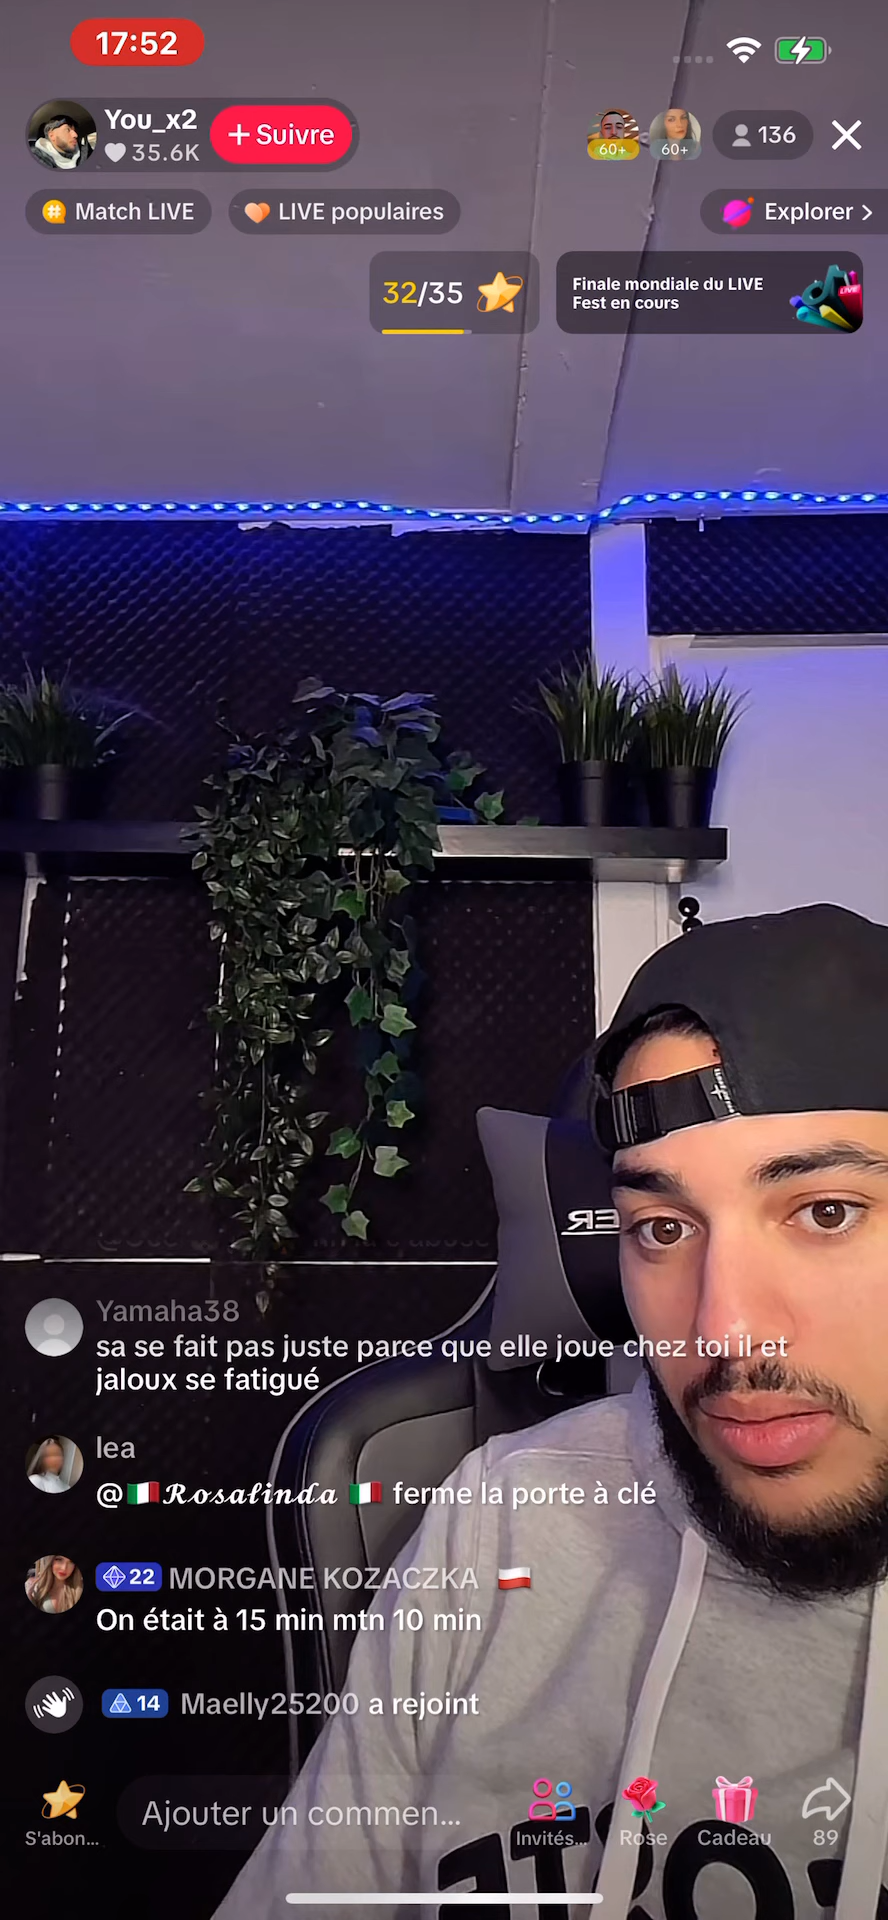 17:52
You_x2
35.6K
+ Suivre
60+
60+
136
Match LIVE
LIVE populaires
Explorer >
32/35
Finale mondiale du LIVE
Fest en cours
LIVE
ER
Yamaha38
sa se fait pas juste parce que elle joue chez toi il et
jaloux se fatigué
lea
@🇮🇹𝓡𝓸𝓼𝓪𝓵𝓲𝓷𝓭𝓪 🇮🇹 ferme la porte à clé
22 MORGANE KOZACZKA 🇵🇱
On était à 15 min mtn 10 min
14 Maelly25200 a rejoint
S'abon...
Ajouter un commen...
Invités...
Rose
Cadeau
89